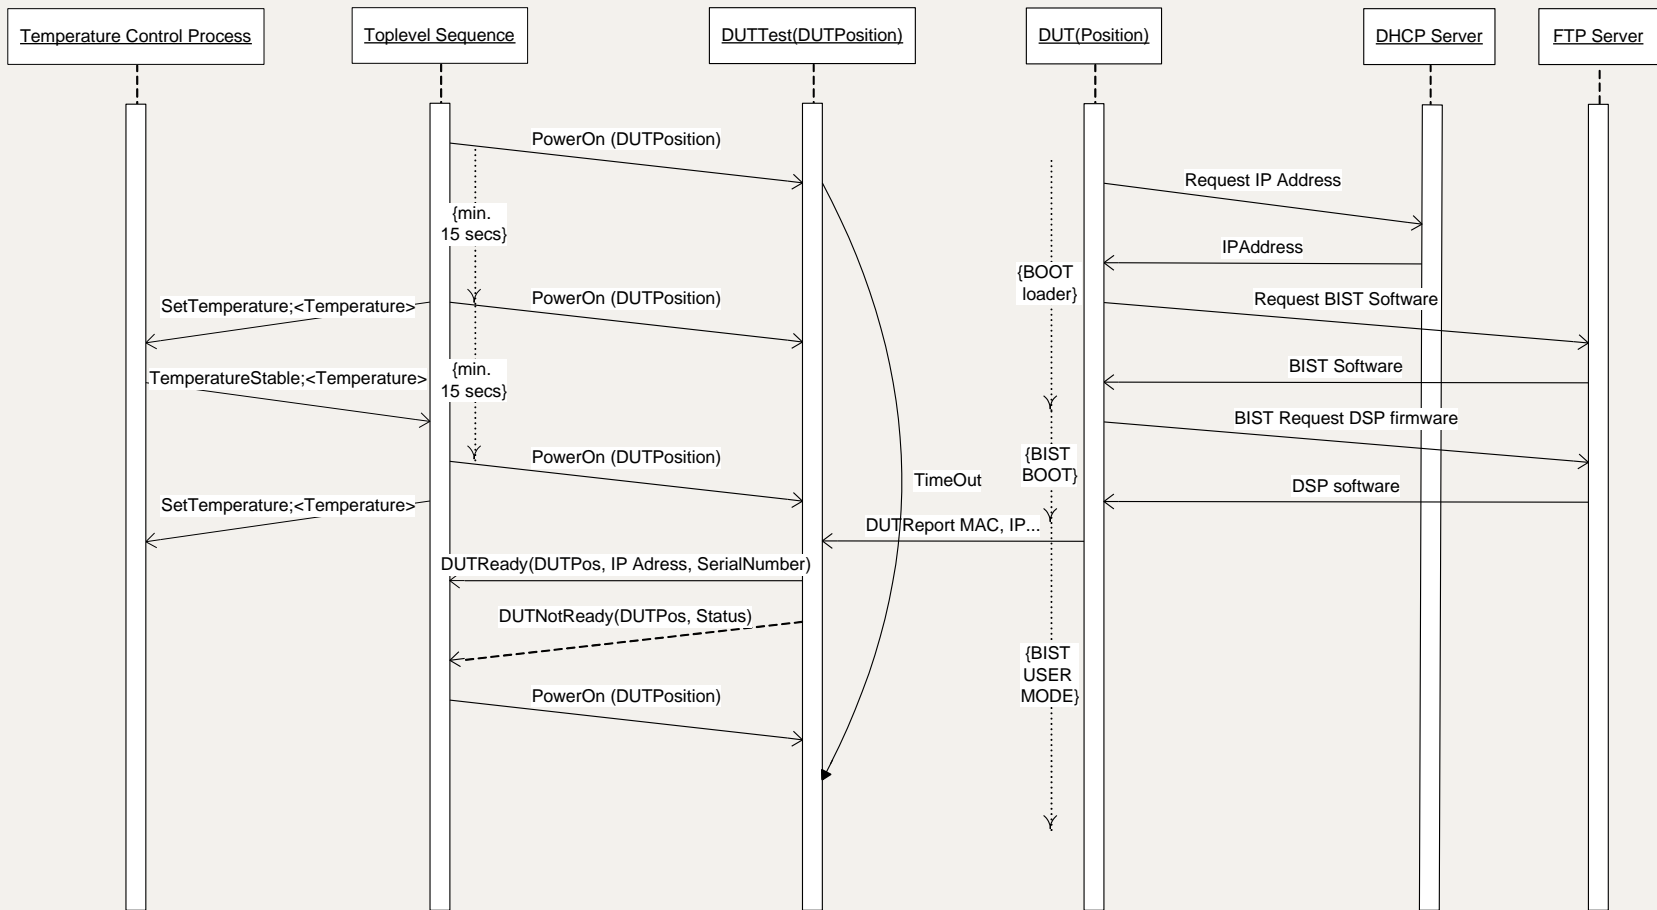 Temperature Control Process
Toplevel Sequence
DUTTest(DUTPosition)
DUT(Position)
DHCP Server
FTP Server
PowerOn (DUTPosition)
Request IP Address
{min.
15 secs}
IPAddress
{BOOT
loader}
SetTemperature;<Temperature>
PowerOn (DUTPosition)
Request BIST Software
TemperatureStable;<Temperature>
{min.
15 secs}
BIST Software
BIST Request DSP firmware
PowerOn (DUTPosition)
{BIST
BOOT}
TimeOut
DSP software
SetTemperature;<Temperature>
DUTReport MAC, IP...
DUTReady(DUTPos, IP Adress, SerialNumber)
DUTNotReady(DUTPos, Status)
{BIST
USER
MODE}
PowerOn (DUTPosition)